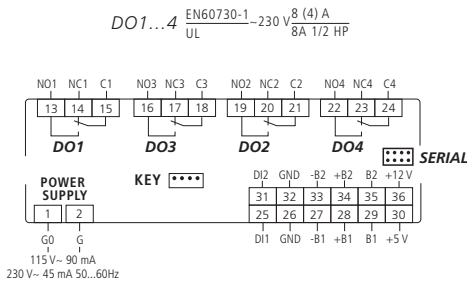 DO1...4 EN60730-1 ~230 V 8 (4) A
UL 8A 1/2 HP
NO1 NC1 C1 NO3 NC3 C3 NO2 NC2 C2 NO4 NC4 C4
13 14 15 16 17 18 19 20 21 22 23 24
DO1 DO3 DO2 DO4
SERIAL
POWER SUPPLY
KEY
DI2 GND -B2 +B2 B2 +12 V
31 32 33 34 35 36
1 2
25 26 27 28 29 30
G0 G
DI1 GND -B1 +B1 B1 +5 V
115 V~ 90 mA
230 V~ 45 mA 50...60Hz